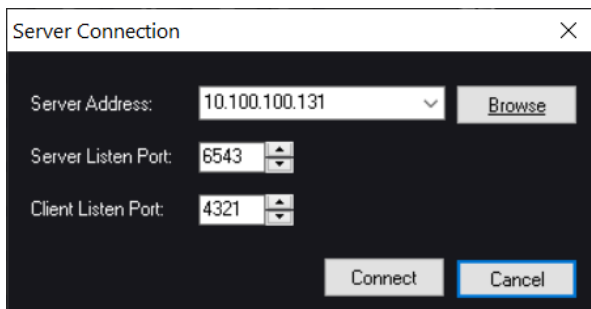 Server Connection
Server Address: 10.100.100.131 Browse
Server Listen Port: 6543
Client Listen Port: 4321
Connect Cancel